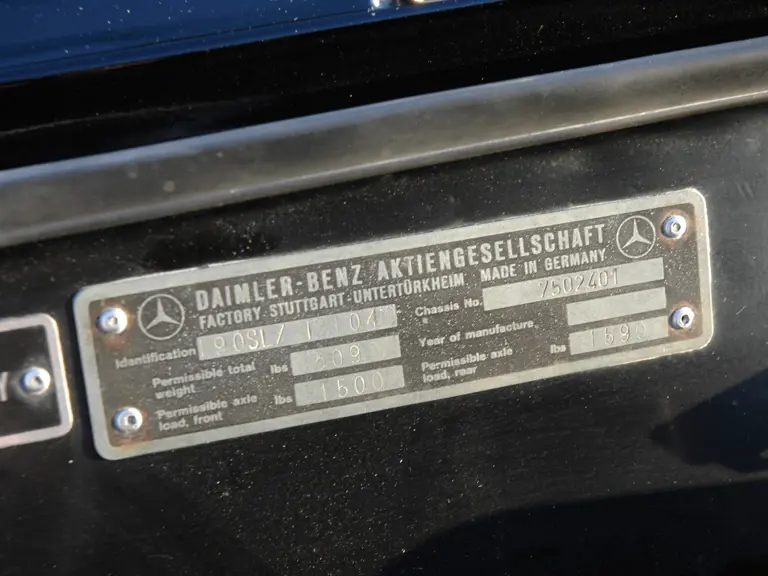 DAIMLER-BENZ AKTIENGESELLSCHAFT
FACTORY STUTTGART-UNTERTÜRKHEIM MADE IN GERMANY
Identification Chassis No. 7502401
Permissible total weight lbs Year of manufacture
Permissible axle load, front lbs 1500 Permissible axle load, rear lbs
Y